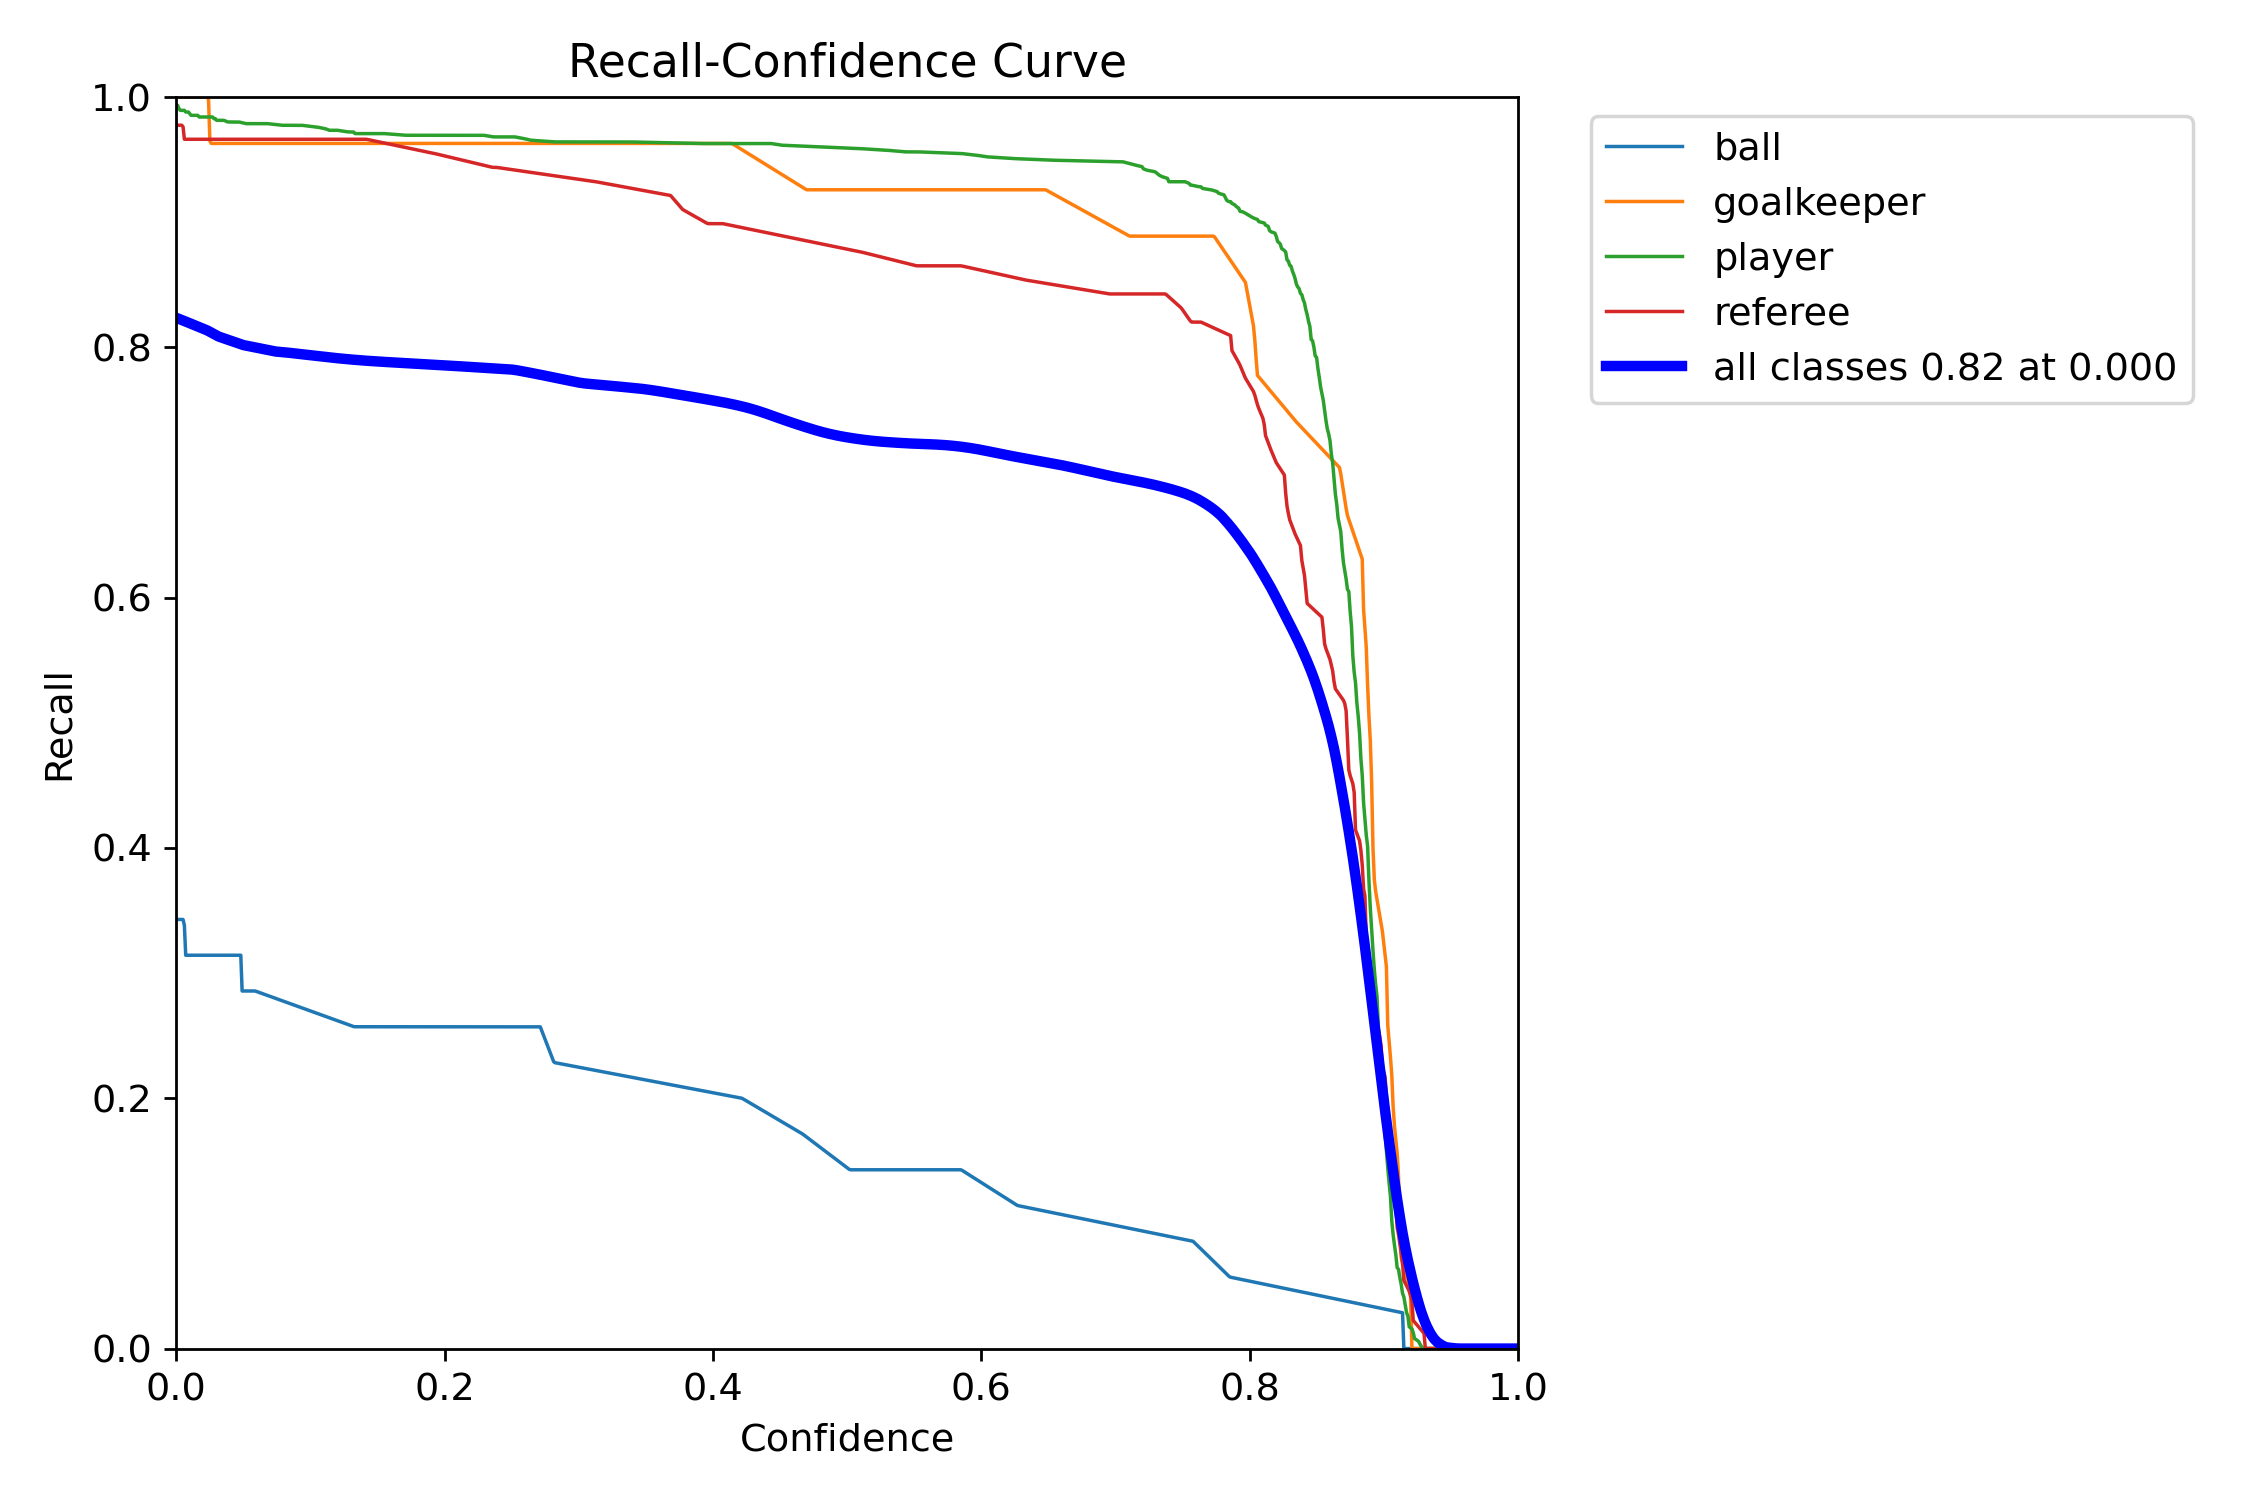 Recall-Confidence Curve
1.0
0.8
0.6
0.4
0.2
0.0
Recall
0.0 0.2 0.4 0.6 0.8 1.0
Confidence
ball
goalkeeper
player
referee
all classes 0.82 at 0.000